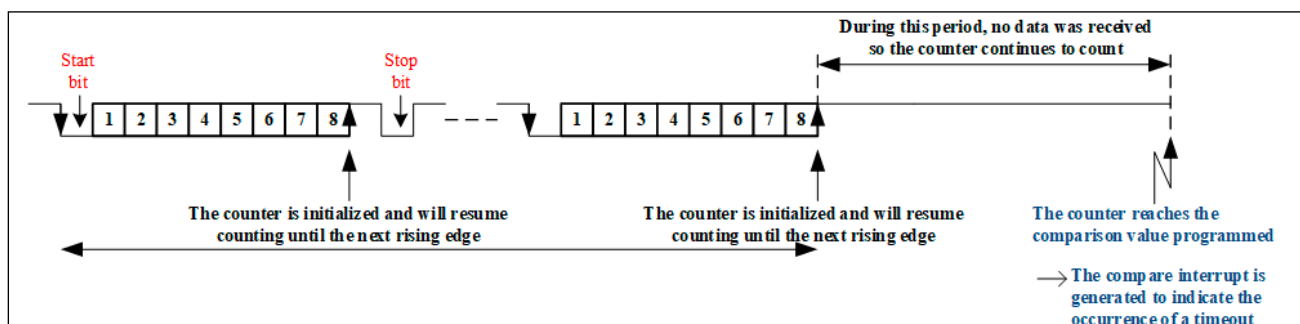 During this period, no data was received
so the counter continues to count
Start
bit
Stop
bit
1 2 3 4 5 6 7 8
1 2 3 4 5 6 7 8
The counter is initialized and will resume
counting until the next rising edge
The counter is initialized and will resume
counting until the next rising edge
The counter reaches the
comparison value programmed
The compare interrupt is
generated to indicate the
occurrence of a timeout